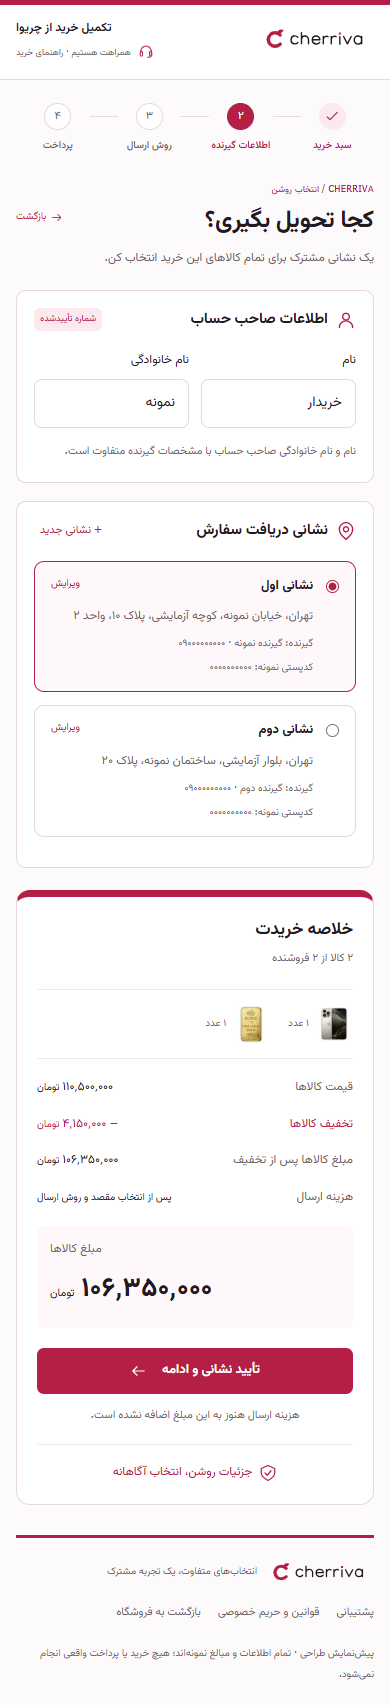 cherriva
تکمیل خرید از چریوا
همراهت هستیم · راهنمای خرید
سبد خرید
۲ اطلاعات گیرنده
۳ روش ارسال
۴ پرداخت
CHERRIVA / انتخاب روشن
کجا تحویل بگیری؟
بازگشت →
یک نشانی مشترک برای تمام کالاهای این خرید انتخاب کن.
اطلاعات صاحب حساب
شماره تأییدشده
نام
نام خانوادگی
خریدار
نمونه
نام و نام خانوادگی صاحب حساب با مشخصات گیرنده متفاوت است.
نشانی دریافت سفارش
+ نشانی جدید
نشانی اول
ویرایش
تهران، خیابان نمونه، کوچه آزمایشی، پلاک ۱۰، واحد ۲
گیرنده: گیرنده نمونه · ۰۹۰۰۰۰۰۰۰۰۰
کدپستی نمونه: ۰۰۰۰۰۰۰۰۰۰
نشانی دوم
ویرایش
تهران، بلوار آزمایشی، ساختمان نمونه، پلاک ۲۰
گیرنده: گیرنده دوم · ۰۹۰۰۰۰۰۰۰۰۰
کدپستی نمونه: ۰۰۰۰۰۰۰۰۰۰
خلاصه خریدت
۲ کالا از ۲ فروشنده
۱ عدد
۱ عدد
قیمت کالاها
۱۱۰,۵۰۰,۰۰۰ تومان
تخفیف کالاها
− ۴,۱۵۰,۰۰۰ تومان
مبلغ کالاها پس از تخفیف
۱۰۶,۳۵۰,۰۰۰ تومان
هزینه ارسال
پس از انتخاب مقصد و روش ارسال
مبلغ کالاها
۱۰۶,۳۵۰,۰۰۰ تومان
تأیید نشانی و ادامه ←
هزینه ارسال هنوز به این مبلغ اضافه نشده است.
جزئیات روشن، انتخاب آگاهانه
cherriva
انتخاب‌های متفاوت، یک تجربه مشترک
پشتیبانی
قوانین و حریم خصوصی
بازگشت به فروشگاه
پیش‌نمایش طراحی · تمام اطلاعات و مبالغ نمونه‌اند؛ هیچ خرید یا پرداخت واقعی انجام
نمی‌شود.